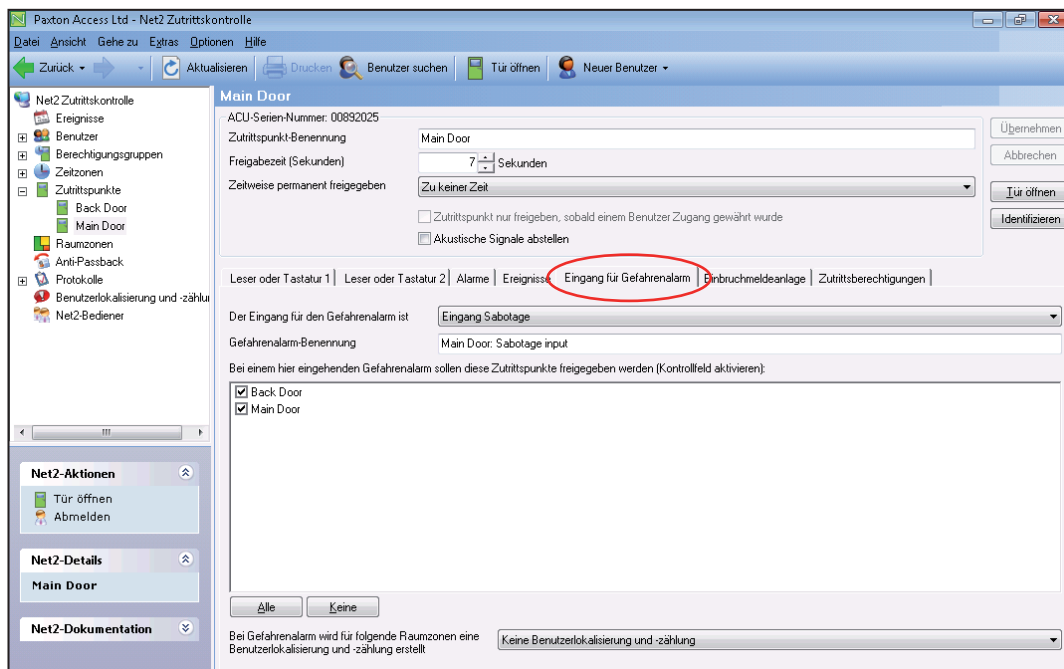 Paxton Access Ltd - Net2 Zutrittskontrolle
Datei Ansicht Gehe zu Extras Optionen Hilfe
Zurück Aktualisieren Drucken Benutzer suchen Tür öffnen Neuer Benutzer
Net2 Zutrittskontrolle
Ereignisse
Benutzer
Berechtigungsgruppen
Zeitzonen
Zutrittspunkte
Back Door
Main Door
Raumzonen
Anti-Passback
Protokolle
Benutzerlokalisierung und -zählu
Net2-Bediener
Net2-Aktionen
Tür öffnen
Abmelden
Net2-Details
Main Door
Net2-Dokumentation
Main Door
ACU-Serien-Nummer: 00892025
Zutrittspunkt-Benennung Main Door
Freigabezeit (Sekunden) 7 Sekunden
Zeitweise permanent freigegeben Zu keiner Zeit
Zutrittspunkt nur freigeben, sobald einem Benutzer Zugang gewährt wurde
Akustische Signale abstellen
Übernehmen
Abbrechen
Tür öffnen
Identifizieren
Leser oder Tastatur 1 Leser oder Tastatur 2 Alarme Ereignisse Eingang für Gefahrenalarm Einbruchmeldeanlage Zutrittsberechtigungen
Der Eingang für den Gefahrenalarm ist Eingang Sabotage
Gefahrenalarm-Benennung Main Door: Sabotage input
Bei einem hier eingehenden Gefahrenalarm sollen diese Zutrittspunkte freigegeben werden (Kontrollfeld aktivieren):
Back Door
Main Door
Alle Keine
Bei Gefahrenalarm wird für folgende Raumzonen eine
Benutzerlokalisierung und -zählung erstellt
Keine Benutzerlokalisierung und -zählung